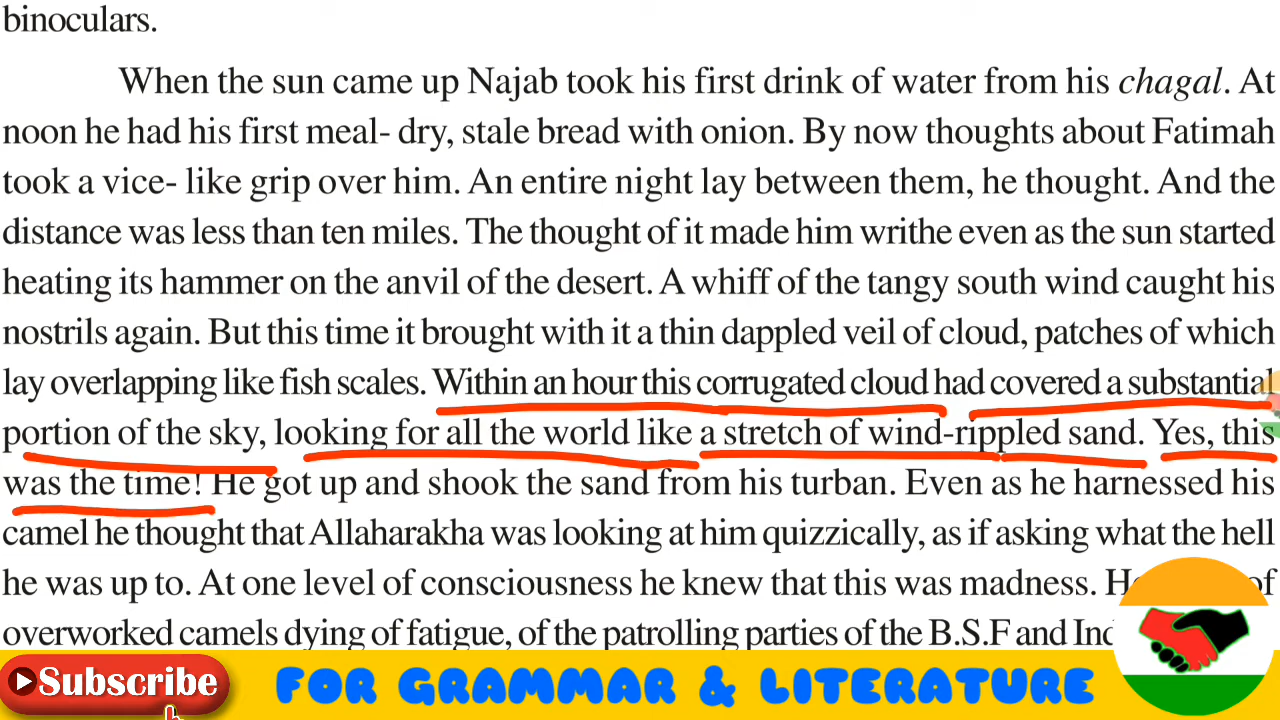 binoculars.
When the sun came up Najab took his first drink of water from his chagal. At
noon he had his first meal- dry, stale bread with onion. By now thoughts about Fatimah
took a vice- like grip over him. An entire night lay between them, he thought. And the
distance was less than ten miles. The thought of it made him writhe even as the sun started
heating its hammer on the anvil of the desert. A whiff of the tangy south wind caught his
nostrils again. But this time it brought with it a thin dappled veil of cloud, patches of which
lay overlapping like fish scales. Within an hour this corrugated cloud had covered a substantial
portion of the sky, looking for all the world like a stretch of wind-rippled sand. Yes, this
was the time! He got up and shook the sand from his turban. Even as he harnessed his
camel he thought that Allaharakha was looking at him quizzically, as if asking what the hell
he was up to. At one level of consciousness he knew that this was madness. of
overworked camels dying of fatigue, of the patrolling parties of the B.S.F and
Subscribe FOR GRAMMAR & LITERATURE